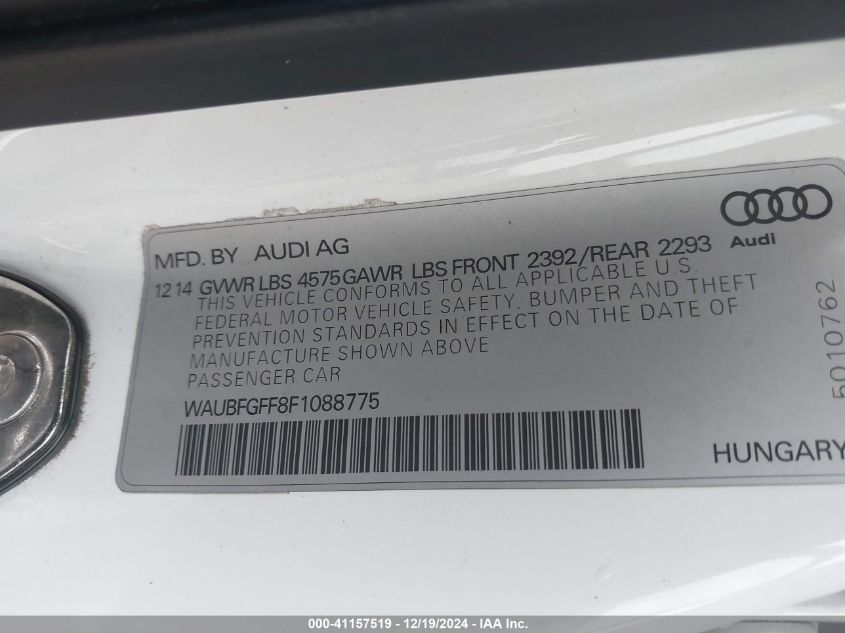 MFD. BY AUDI AG
12 14 GVWR LBS 4575 GAWR LBS FRONT 2392/REAR 2293
THIS VEHICLE CONFORMS TO ALL APPLICABLE U.S.
FEDERAL MOTOR VEHICLE SAFETY, BUMPER AND THEFT
PREVENTION STANDARDS IN EFFECT ON THE DATE OF
MANUFACTURE SHOWN ABOVE
PASSENGER CAR
WAUBFGFF8F1088775
Audi
5Q10762
HUNGARY
000-41157519 - 12/19/2024 - IAA Inc.